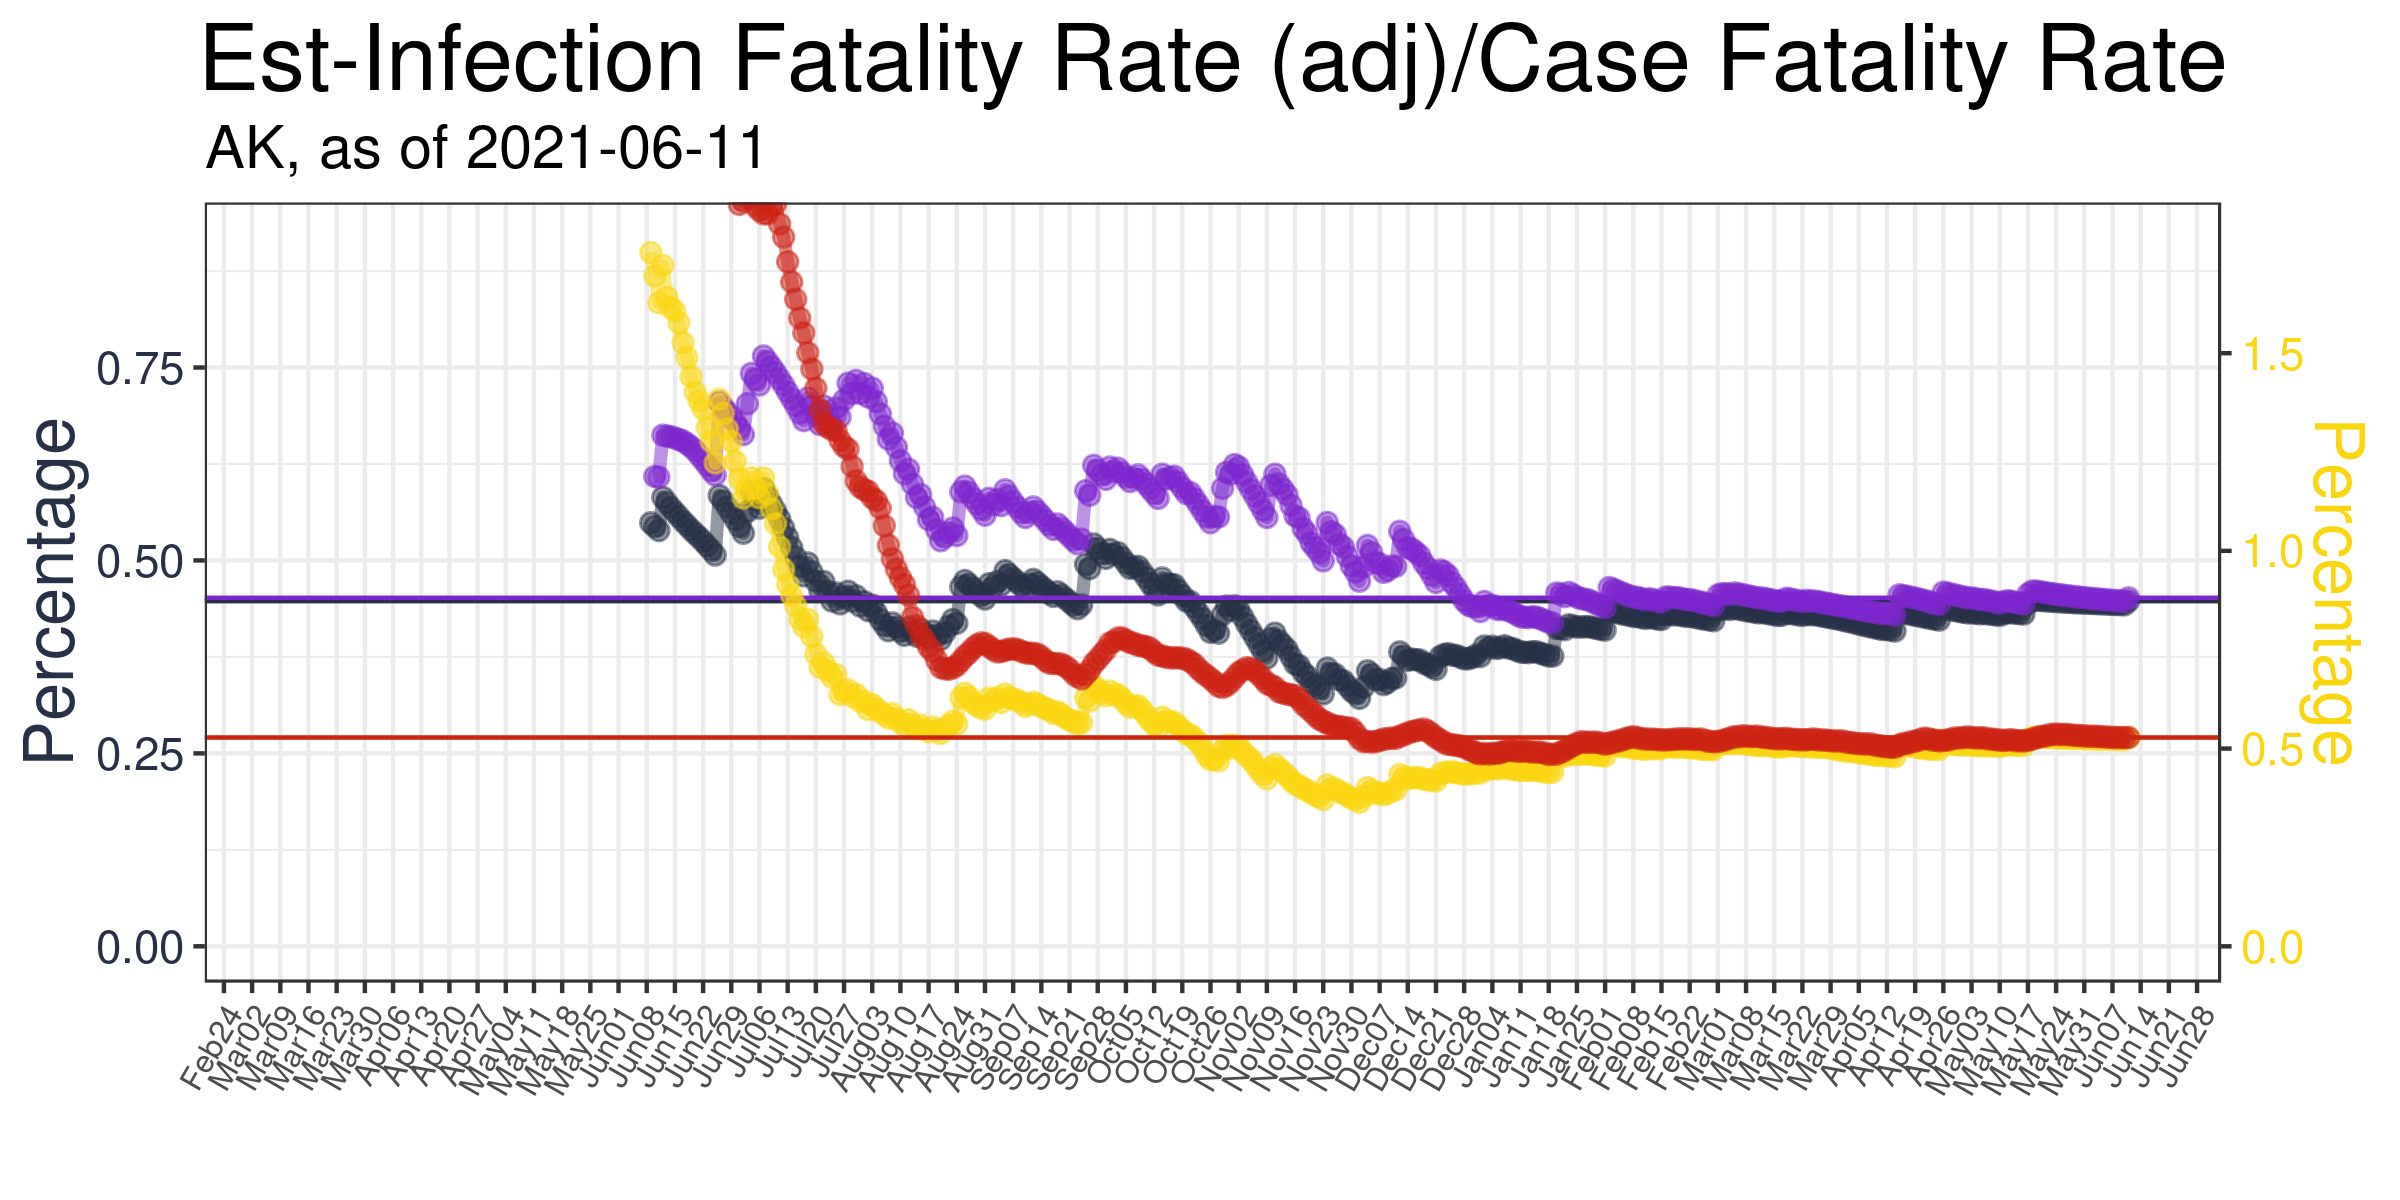 Est-Infection Fatality Rate (adj)/Case Fatality Rate
AK, as of 2021-06-11
Percentage
0.75
0.50
0.25
0.00
1.5
1.0
0.5
0.0
Percentage
Feb24
Mar02
Mar09
Mar16
Mar23
Mar30
Apr06
Apr13
Apr20
Apr27
May04
May11
May18
May25
Jun01
Jun08
Jun15
Jun22
Jun29
Jul06
Jul13
Jul20
Jul27
Aug03
Aug10
Aug17
Aug24
Aug31
Sep07
Sep14
Sep21
Sep28
Oct05
Oct12
Oct19
Oct26
Nov02
Nov09
Nov16
Nov23
Nov30
Dec07
Dec14
Dec21
Dec28
Jan04
Jan11
Jan18
Jan25
Feb01
Feb08
Feb15
Feb22
Mar01
Mar08
Mar15
Mar22
Mar29
Apr05
Apr12
Apr19
Apr26
May03
May10
May17
May24
May31
Jun07
Jun14
Jun21
Jun28